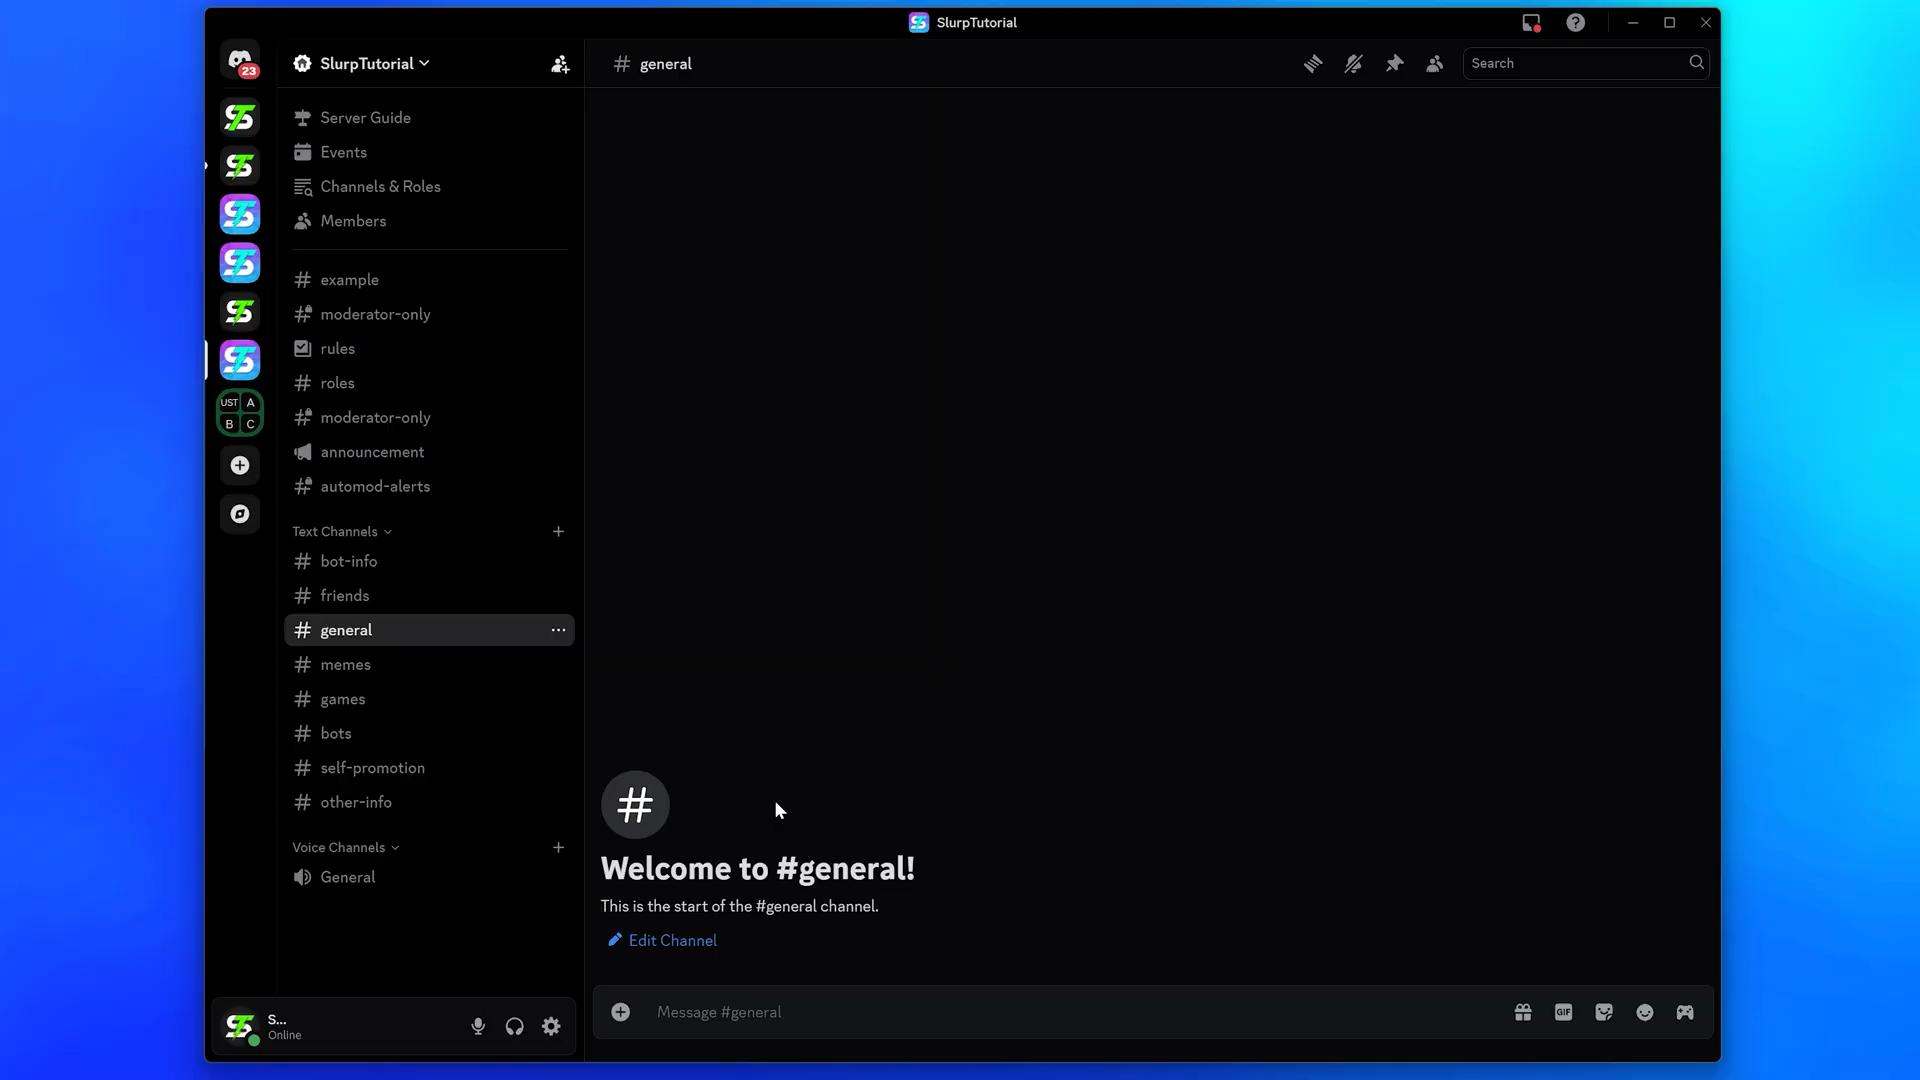 SlurpTutorial
23
SlurpTutorial
general
Search
Server Guide
Events
Channels & Roles
Members
example
moderator-only
rules
roles
moderator-only
announcement
automod-alerts
UST A
B C
Text Channels
bot-info
friends
general
memes
games
bots
self-promotion
other-info
Voice Channels
General
Welcome to #general!
This is the start of the #general channel.
Edit Channel
S...
Online
Message #general
GIF